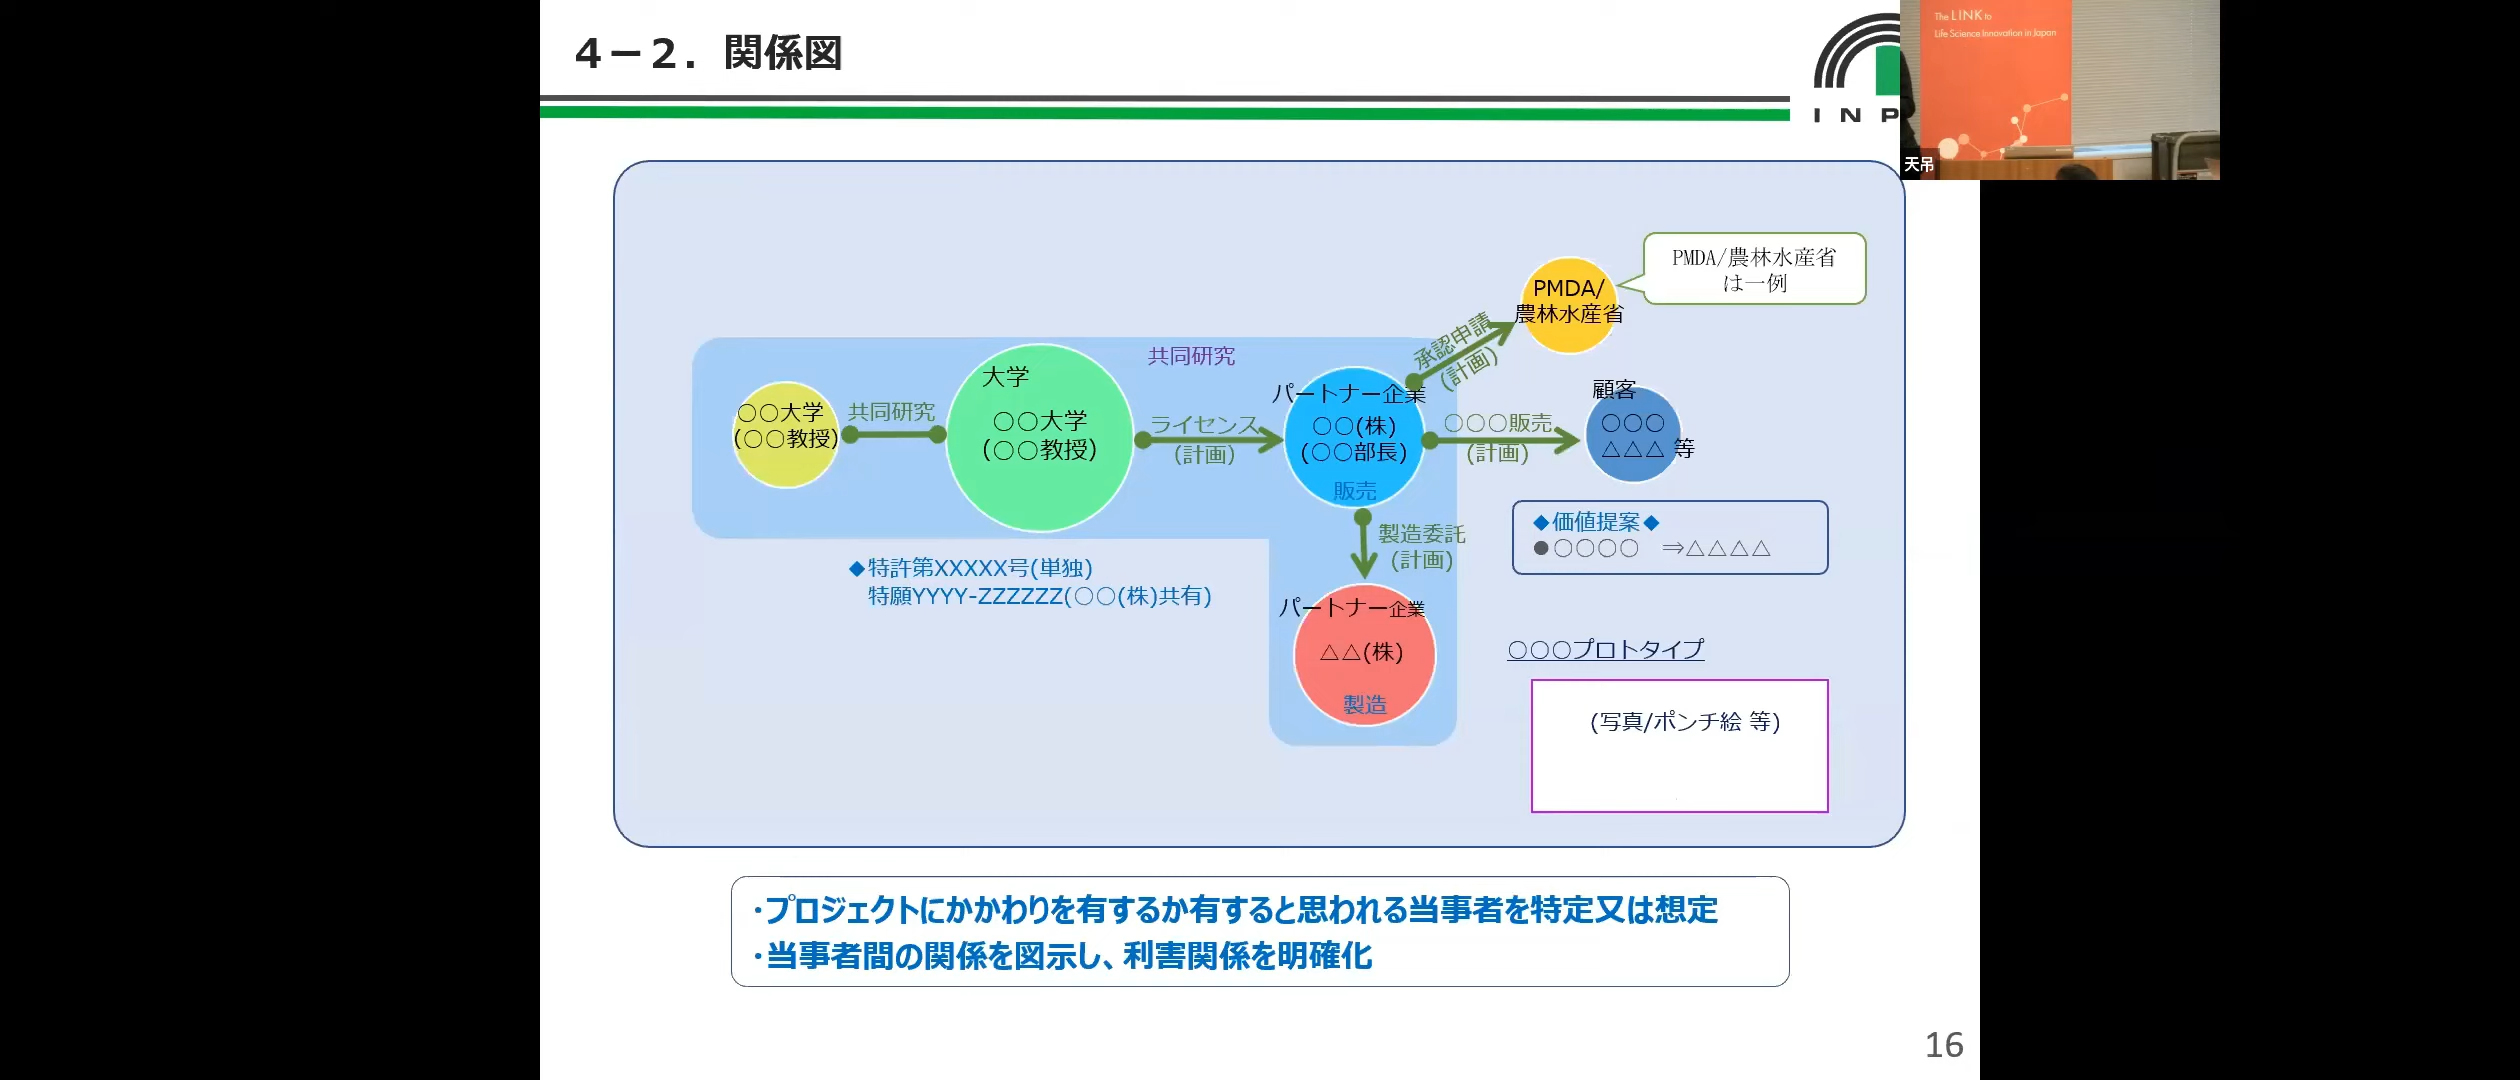 ４－２．関係図
I N P
The LINK to
Life Science Innovation in Japan
天吊
PMDA/農林水産省
は一例
PMDA/
農林水産省
承認申請
(計画)
共同研究
大学
○○大学
(○○教授)
共同研究
○○大学
(○○教授)
ライセンス
(計画)
パートナー企業
○○(株)
(○○部長)
販売
○○○販売
(計画)
顧客
○○○
△△△ 等
◆価値提案◆
●○○○○　⇒△△△△
製造委託
(計画)
◆特許第XXXXX号(単独)
特願YYYY-ZZZZZZ(○○(株)共有)
パートナー企業
△△(株)
製造
○○○プロトタイプ
(写真/ポンチ絵 等)
・プロジェクトにかかわりを有するか有すると思われる当事者を特定又は想定
・当事者間の関係を図示し、利害関係を明確化
16